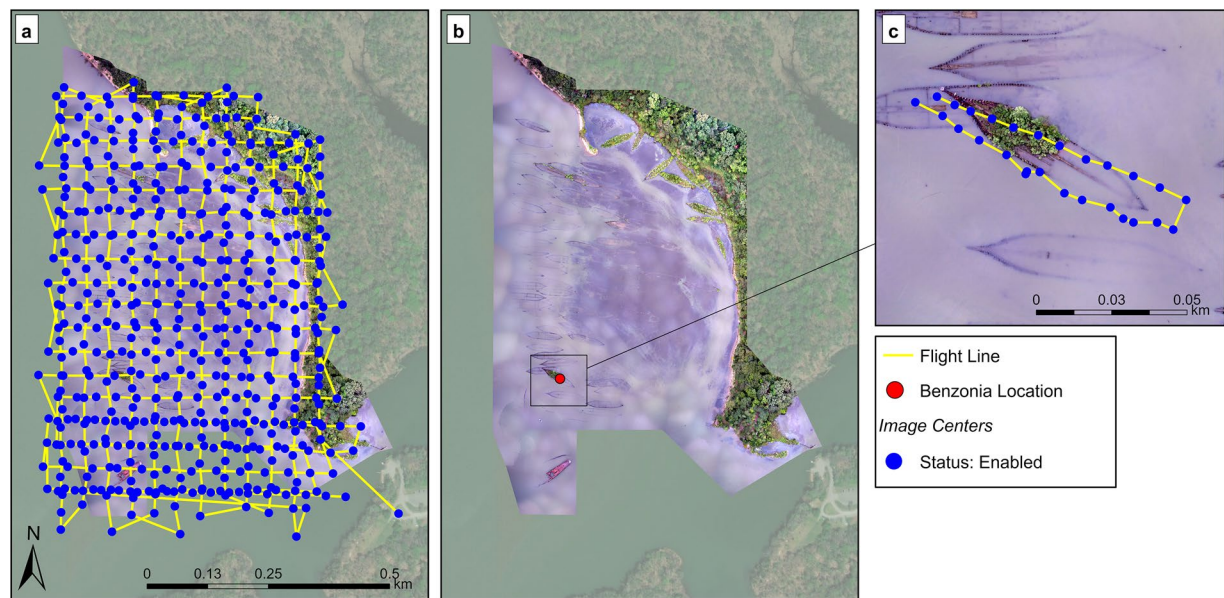 a
b
c
N
0 0.13 0.25 0.5
km
0 0.03 0.05
km
Flight Line
Benzonia Location
Image Centers
Status: Enabled